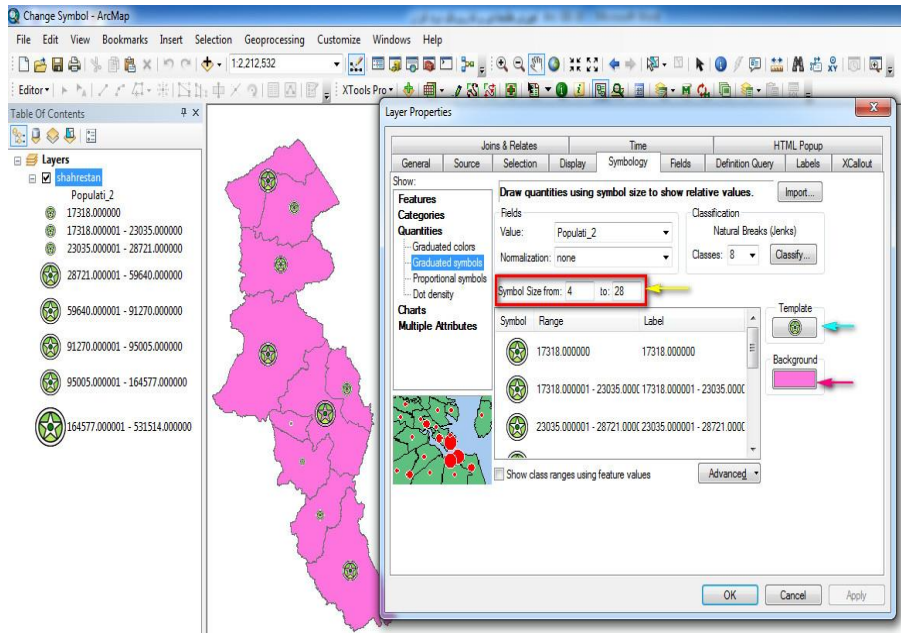 Change Symbol - ArcMap
File Edit View Bookmarks Insert Selection Geoprocessing Customize Windows Help
1:2,212,532
Editor XTools Pro
Table Of Contents
Layers
shahrestan
Populati_2
17318.000000
17318.000001 - 23035.000000
23035.000001 - 28721.000000
28721.000001 - 59640.000000
59640.000001 - 91270.000000
91270.000001 - 95005.000000
95005.000001 - 164577.000000
164577.000001 - 531514.000000
Layer Properties
Joins & Relates Time HTML Popup
General Source Selection Display Symbology Fields Definition Query Labels XCallout
Show:
Features
Categories
Quantities
Graduated colors
Graduated symbols
Proportional symbols
Dot density
Charts
Multiple Attributes
Draw quantities using symbol size to show relative values.
Import...
Fields
Value: Populati_2
Normalization: none
Classification
Natural Breaks (Jenks)
Classes: 8 Classify...
Symbol Size from: 4 to: 28
Symbol Range Label
17318.000000 17318.000000
17318.000001 - 23035.000C 17318.000001 - 23035.000C
23035.000001 - 28721.000C 23035.000001 - 28721.000C
Template
Background
Show class ranges using feature values
Advanced
OK Cancel Apply